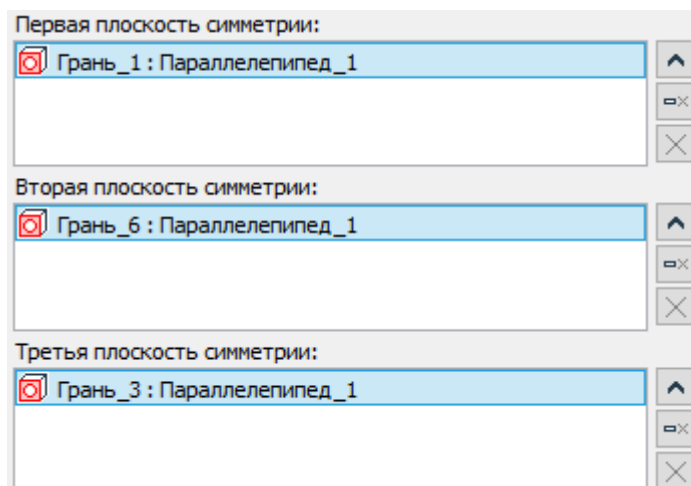 Первая плоскость симметрии:
Грань_1 : Параллелепипед_1
Вторая плоскость симметрии:
Грань_6 : Параллелепипед_1
Третья плоскость симметрии:
Грань_3 : Параллелепипед_1